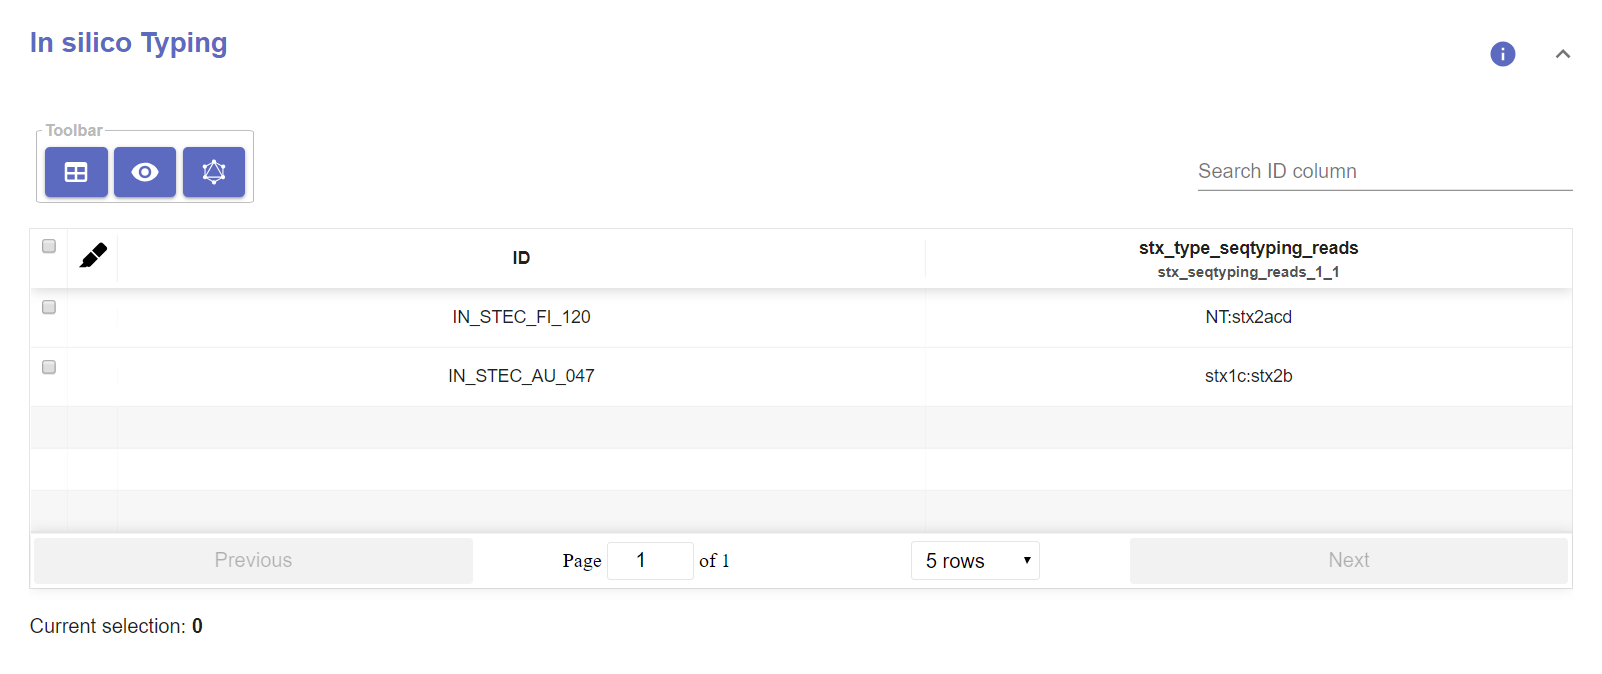 In silico Typing
Toolbar
Search ID column
ID
stx_type_seqtyping_reads
stx_seqtyping_reads_1_1
IN_STEC_FI_120
NT:stx2acd
IN_STEC_AU_047
stx1c:stx2b
Previous
Page 1 of 1
5 rows
Next
Current selection: 0